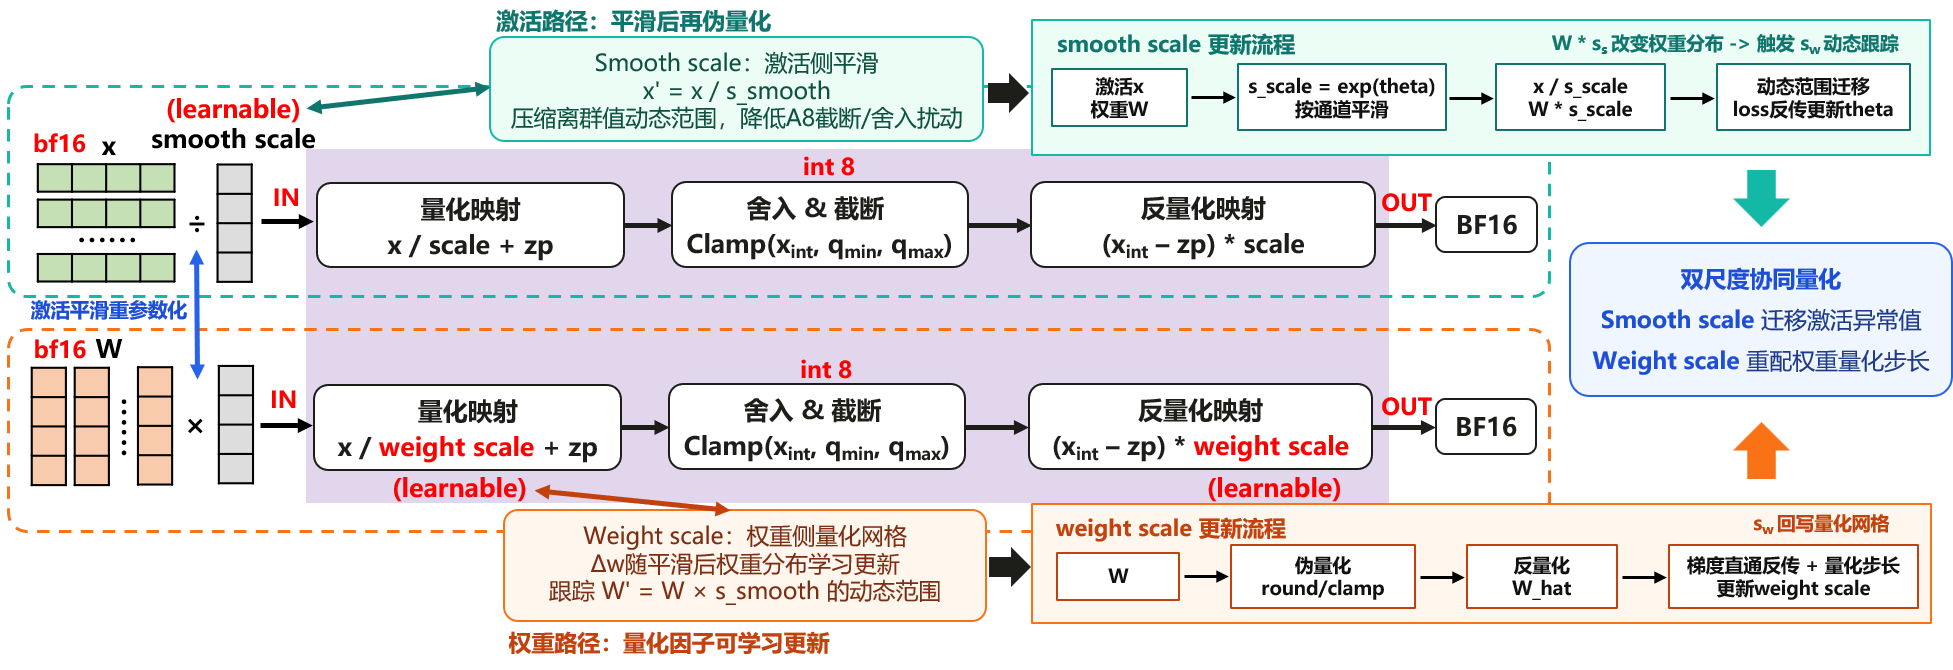 激活路径：平滑后再伪量化
Smooth scale：激活侧平滑
x' = x / s_smooth
压缩离群值动态范围，降低A8截断/舍入扰动
smooth scale 更新流程
W * ss 改变权重分布 -> 触发 sw 动态跟踪
激活x
权重W
s_scale = exp(theta)
按通道平滑
x / s_scale
W * s_scale
动态范围迁移
loss反传更新theta
(learnable)
smooth scale
bf16 x
......
÷
IN
int 8
量化映射
x / scale + zp
舍入 & 截断
Clamp(xint, qmin, qmax)
反量化映射
(xint – zp) * scale
OUT
BF16
激活平滑重参数化
双尺度协同量化
Smooth scale 迁移激活异常值
Weight scale 重配权重量化步长
bf16 W
......
×
IN
int 8
量化映射
x / weight scale + zp
(learnable)
舍入 & 截断
Clamp(xint, qmin, qmax)
反量化映射
(xint – zp) * weight scale
(learnable)
OUT
BF16
Weight scale：权重侧量化网格
Δw随平滑后权重分布学习更新
跟踪 W' = W × s_smooth 的动态范围
权重路径：量化因子可学习更新
weight scale 更新流程
sw 回写量化网格
W
伪量化
round/clamp
反量化
W_hat
梯度直通反传 + 量化步长
更新weight scale